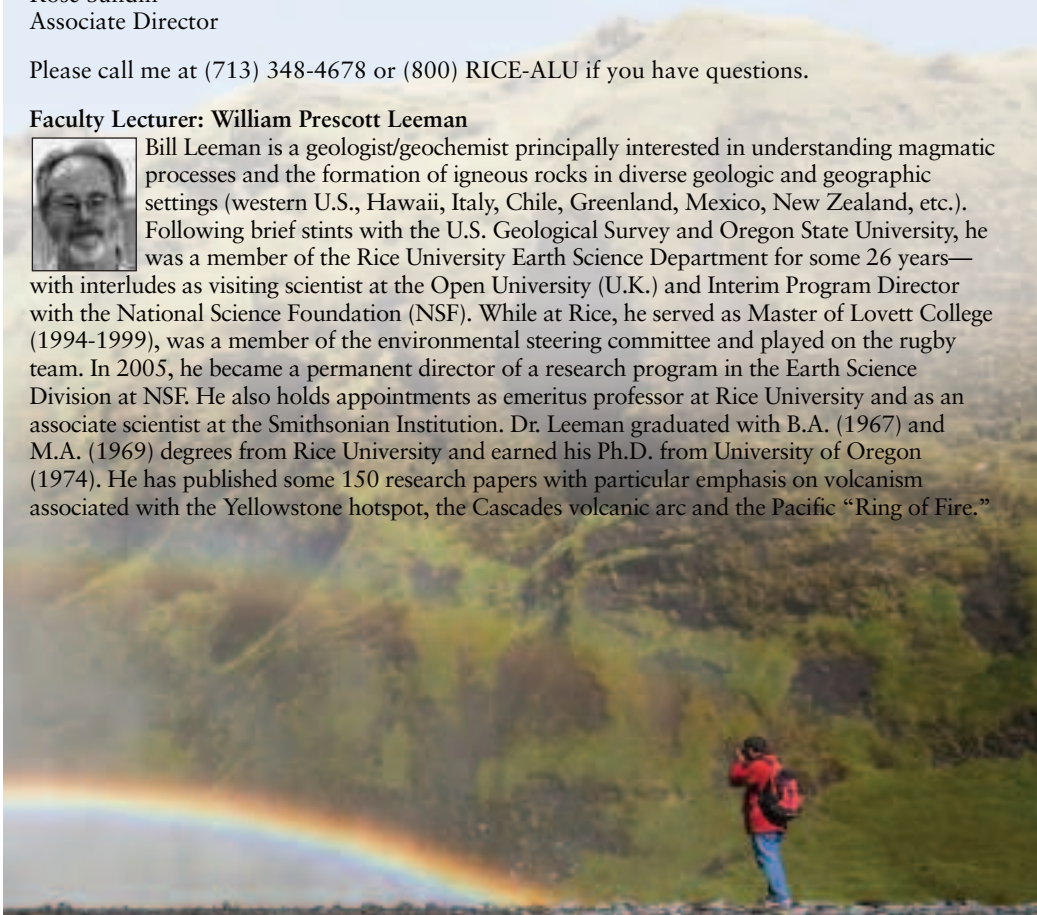 Associate Director
Please call me at (713) 348-4678 or (800) RICE-ALU if you have questions.
Faculty Lecturer: William Prescott Leeman
Bill Leeman is a geologist/geochemist principally interested in understanding magmatic
processes and the formation of igneous rocks in diverse geologic and geographic
settings (western U.S., Hawaii, Italy, Chile, Greenland, Mexico, New Zealand, etc.).
Following brief stints with the U.S. Geological Survey and Oregon State University, he
was a member of the Rice University Earth Science Department for some 26 years—
with interludes as visiting scientist at the Open University (U.K.) and Interim Program Director
with the National Science Foundation (NSF). While at Rice, he served as Master of Lovett College
(1994-1999), was a member of the environmental steering committee and played on the rugby
team. In 2005, he became a permanent director of a research program in the Earth Science
Division at NSF. He also holds appointments as emeritus professor at Rice University and as an
associate scientist at the Smithsonian Institution. Dr. Leeman graduated with B.A. (1967) and
M.A. (1969) degrees from Rice University and earned his Ph.D. from University of Oregon
(1974). He has published some 150 research papers with particular emphasis on volcanism
associated with the Yellowstone hotspot, the Cascades volcanic arc and the Pacific “Ring of Fire.”